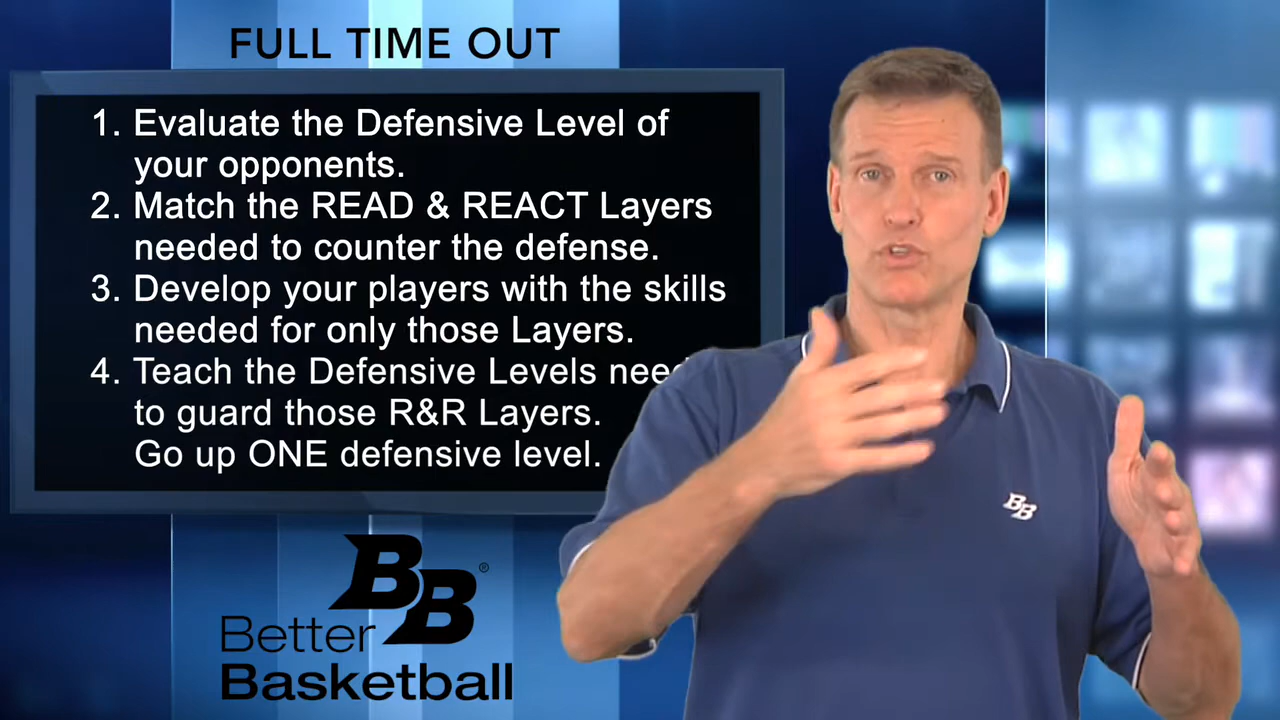 FULL TIME OUT
1. Evaluate the Defensive Level of
your opponents.
2. Match the READ & REACT Layers
needed to counter the defense.
3. Develop your players with the skills
needed for only those Layers.
4. Teach the Defensive Levels
to guard those R&R Layers.
Go up ONE defensive level.
BB®
Better
Basketball
BB